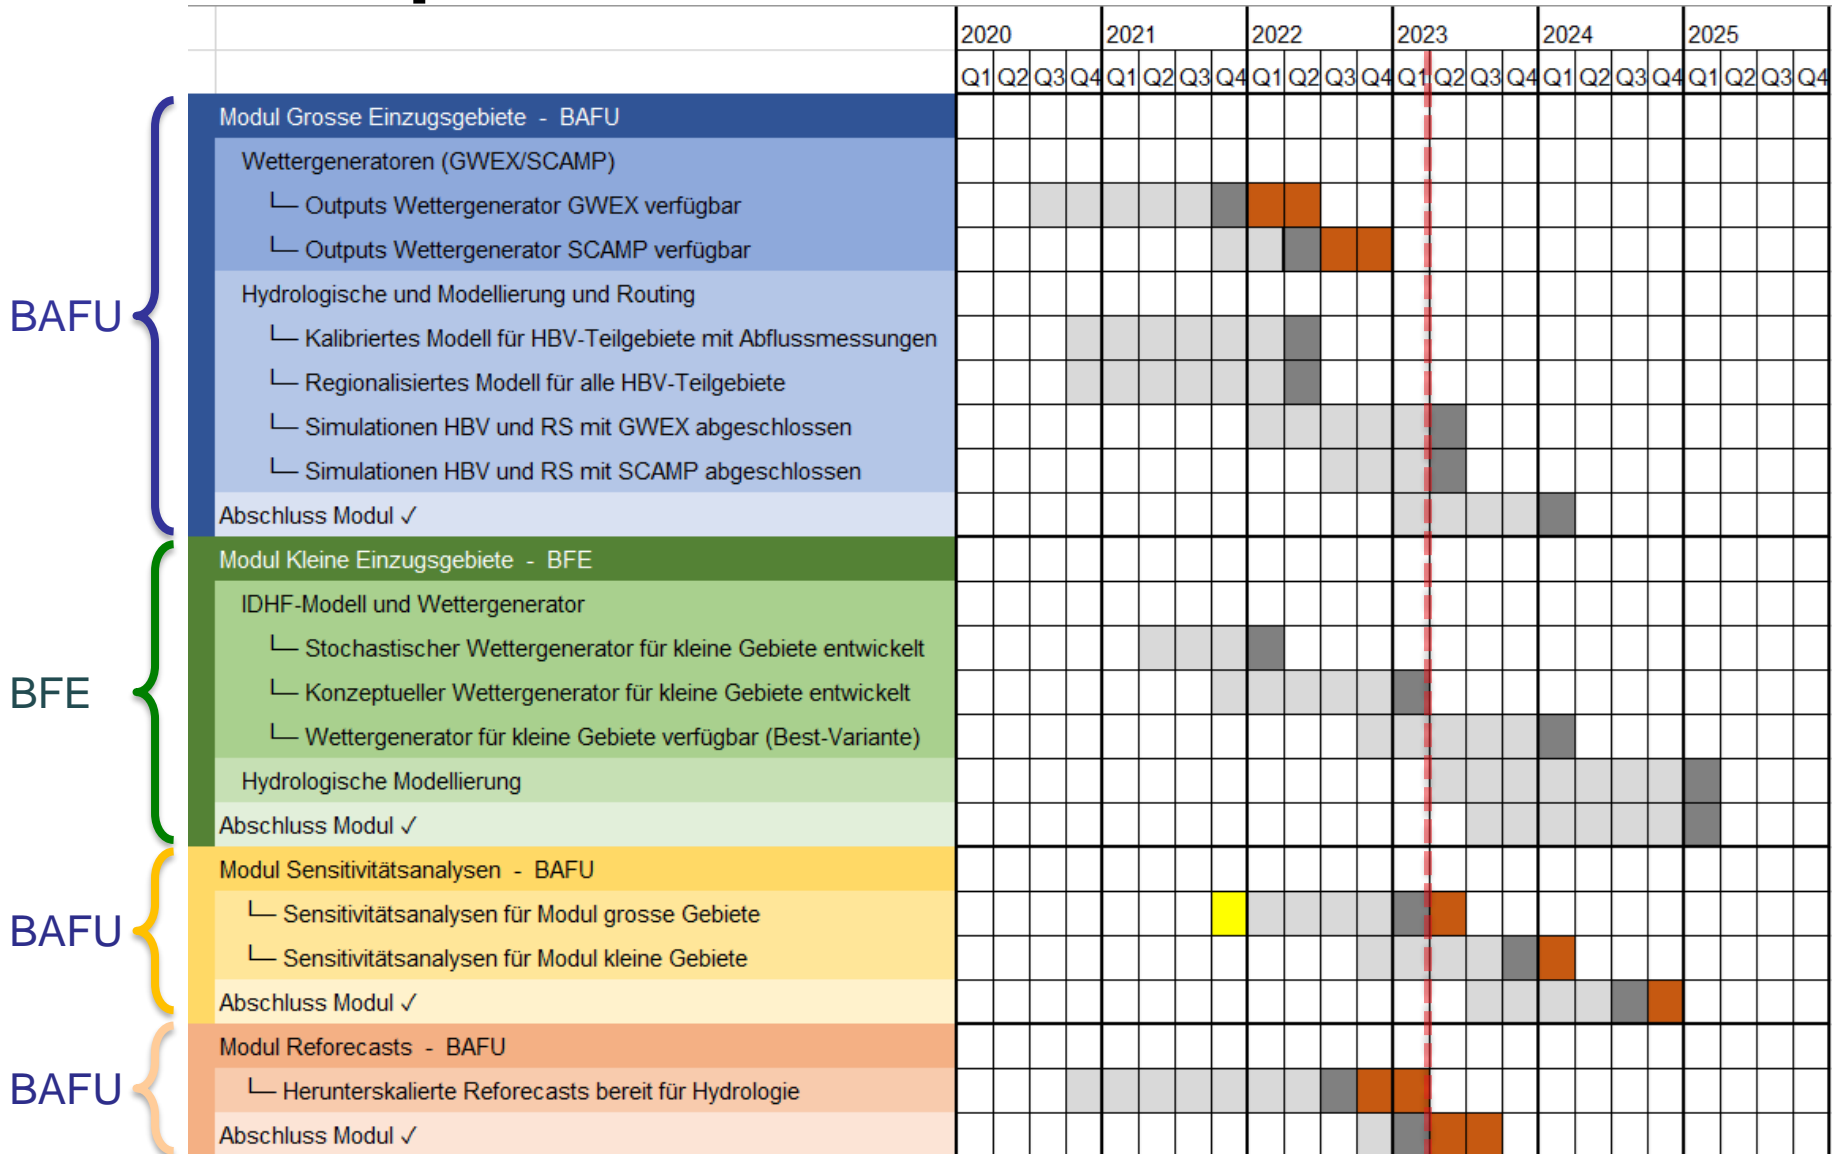 2020 2021 2022 2023 2024 2025
Q1 Q2 Q3 Q4 Q1 Q2 Q3 Q4 Q1 Q2 Q3 Q4 Q1 Q2 Q3 Q4 Q1 Q2 Q3 Q4 Q1 Q2 Q3 Q4
BAFU
Modul Grosse Einzugsgebiete - BAFU
Wettergeneratoren (GWEX/SCAMP)
└─ Outputs Wettergenerator GWEX verfügbar
└─ Outputs Wettergenerator SCAMP verfügbar
Hydrologische und Modellierung und Routing
└─ Kalibriertes Modell für HBV-Teilgebiete mit Abflussmessungen
└─ Regionalisiertes Modell für alle HBV-Teilgebiete
└─ Simulationen HBV und RS mit GWEX abgeschlossen
└─ Simulationen HBV und RS mit SCAMP abgeschlossen
Abschluss Modul ✓
BFE
Modul Kleine Einzugsgebiete - BFE
IDHF-Modell und Wettergenerator
└─ Stochastischer Wettergenerator für kleine Gebiete entwickelt
└─ Konzeptueller Wettergenerator für kleine Gebiete entwickelt
└─ Wettergenerator für kleine Gebiete verfügbar (Best-Variante)
Hydrologische Modellierung
Abschluss Modul ✓
BAFU
Modul Sensitivitätsanalysen - BAFU
└─ Sensitivitätsanalysen für Modul grosse Gebiete
└─ Sensitivitätsanalysen für Modul kleine Gebiete
Abschluss Modul ✓
BAFU
Modul Reforecasts - BAFU
└─ Herunterskalierte Reforecasts bereit für Hydrologie
Abschluss Modul ✓